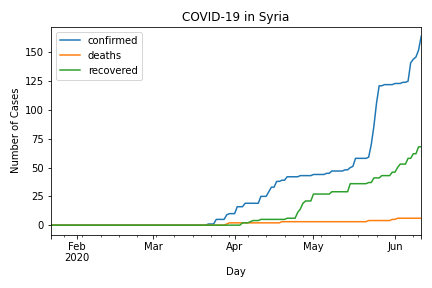 COVID-19 in Syria
confirmed
deaths
recovered
Number of Cases
150
125
100
75
50
25
0
Feb
2020
Mar
Apr
May
Jun
Day